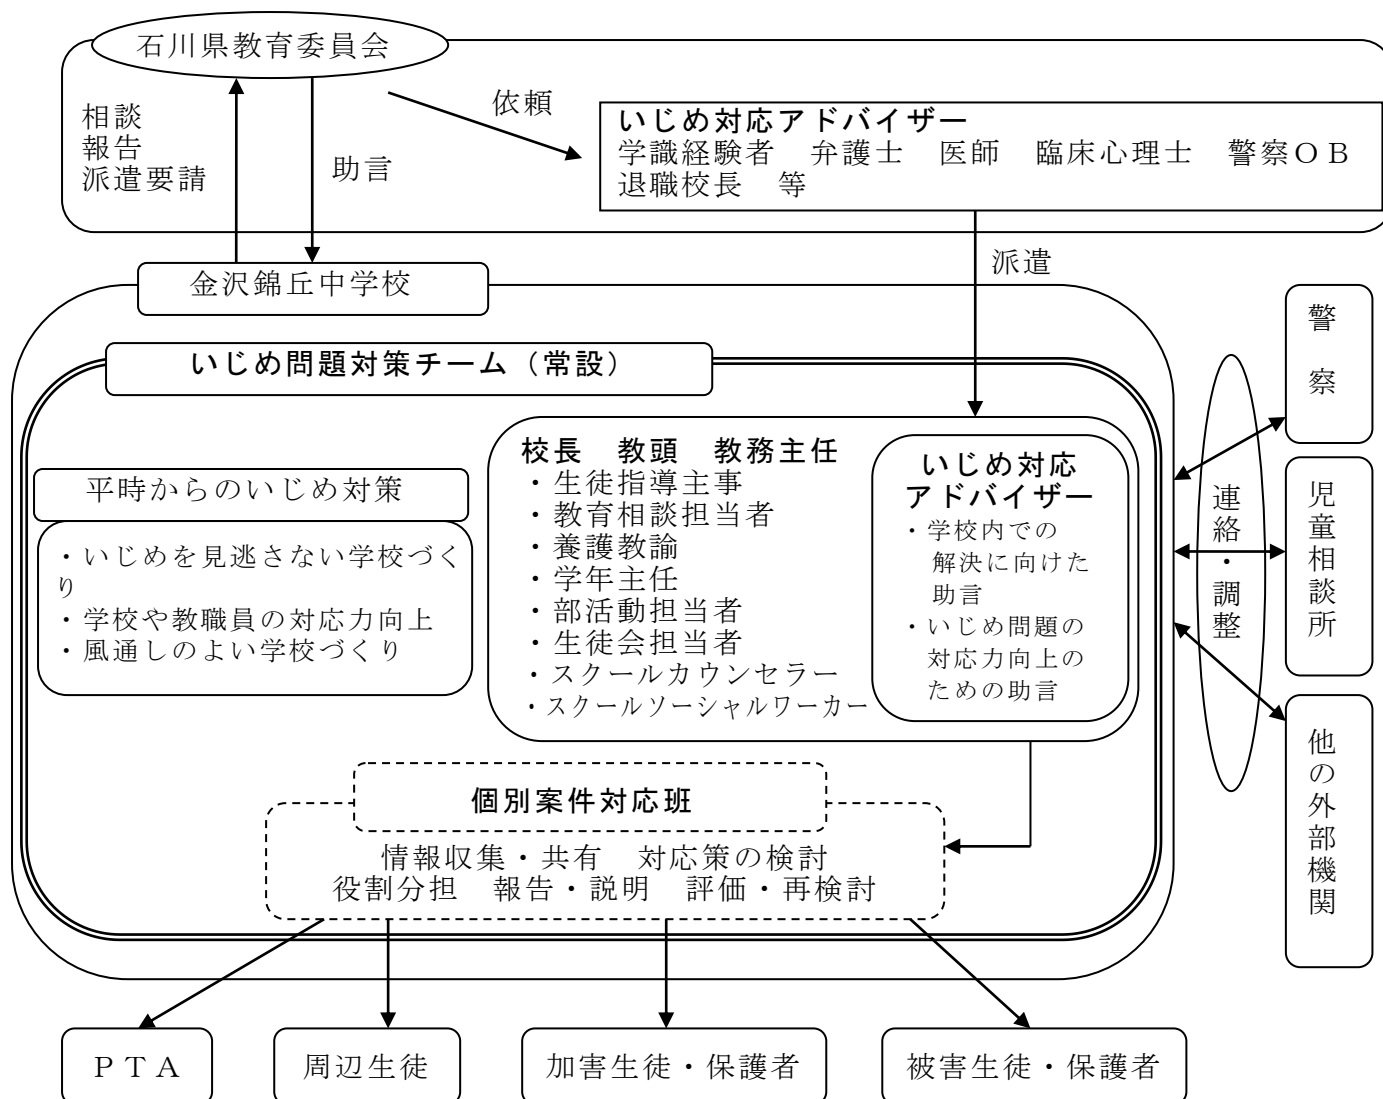 石川県教育委員会
相談
報告
派遣要請
助言
依頼
いじめ対応アドバイザー
学識経験者　弁護士　医師　臨床心理士　警察ＯＢ
退職校長　等
派遣
金沢錦丘中学校
いじめ問題対策チーム（常設）
平時からのいじめ対策
・いじめを見逃さない学校づく
り
・学校や教職員の対応力向上
・風通しのよい学校づくり
校長　教頭　教務主任
・生徒指導主事
・教育相談担当者
・養護教諭
・学年主任
・部活動担当者
・生徒会担当者
・スクールカウンセラー
・スクールソーシャルワーカー
いじめ対応
アドバイザー
・学校内での
解決に向けた
助言
・いじめ問題の
対応力向上の
ための助言
個別案件対応班
情報収集・共有　対応策の検討
役割分担　報告・説明　評価・再検討
連絡・調整
警察
児童相談所
他の外部機関
ＰＴＡ
周辺生徒
加害生徒・保護者
被害生徒・保護者